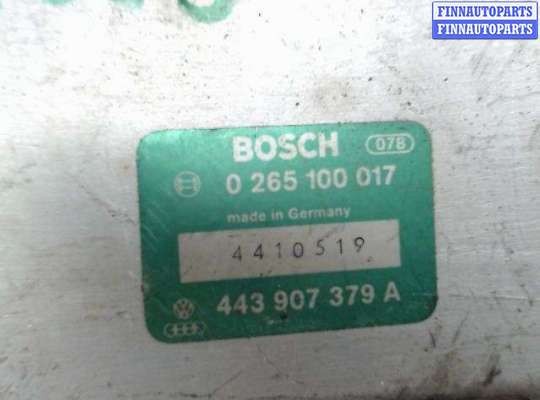 FINNAUTOPARTS
FINNAUTOPARTS
BOSCH 078
0 265 100 017
made in Germany
4410519
443 907 379 A